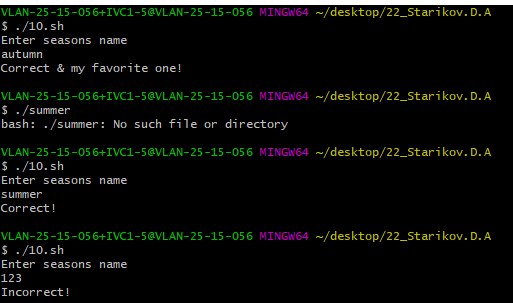 VLAN-25-15-056+IVC1-5@VLAN-25-15-056 MINGW64 ~/desktop/22_Starikov.D.A
$ ./10.sh
Enter seasons name
autumn
Correct & my favorite one!
VLAN-25-15-056+IVC1-5@VLAN-25-15-056 MINGW64 ~/desktop/22_Starikov.D.A
$ ./summer
bash: ./summer: No such file or directory
VLAN-25-15-056+IVC1-5@VLAN-25-15-056 MINGW64 ~/desktop/22_Starikov.D.A
$ ./10.sh
Enter seasons name
summer
Correct!
VLAN-25-15-056+IVC1-5@VLAN-25-15-056 MINGW64 ~/desktop/22_Starikov.D.A
$ ./10.sh
Enter seasons name
123
Incorrect!